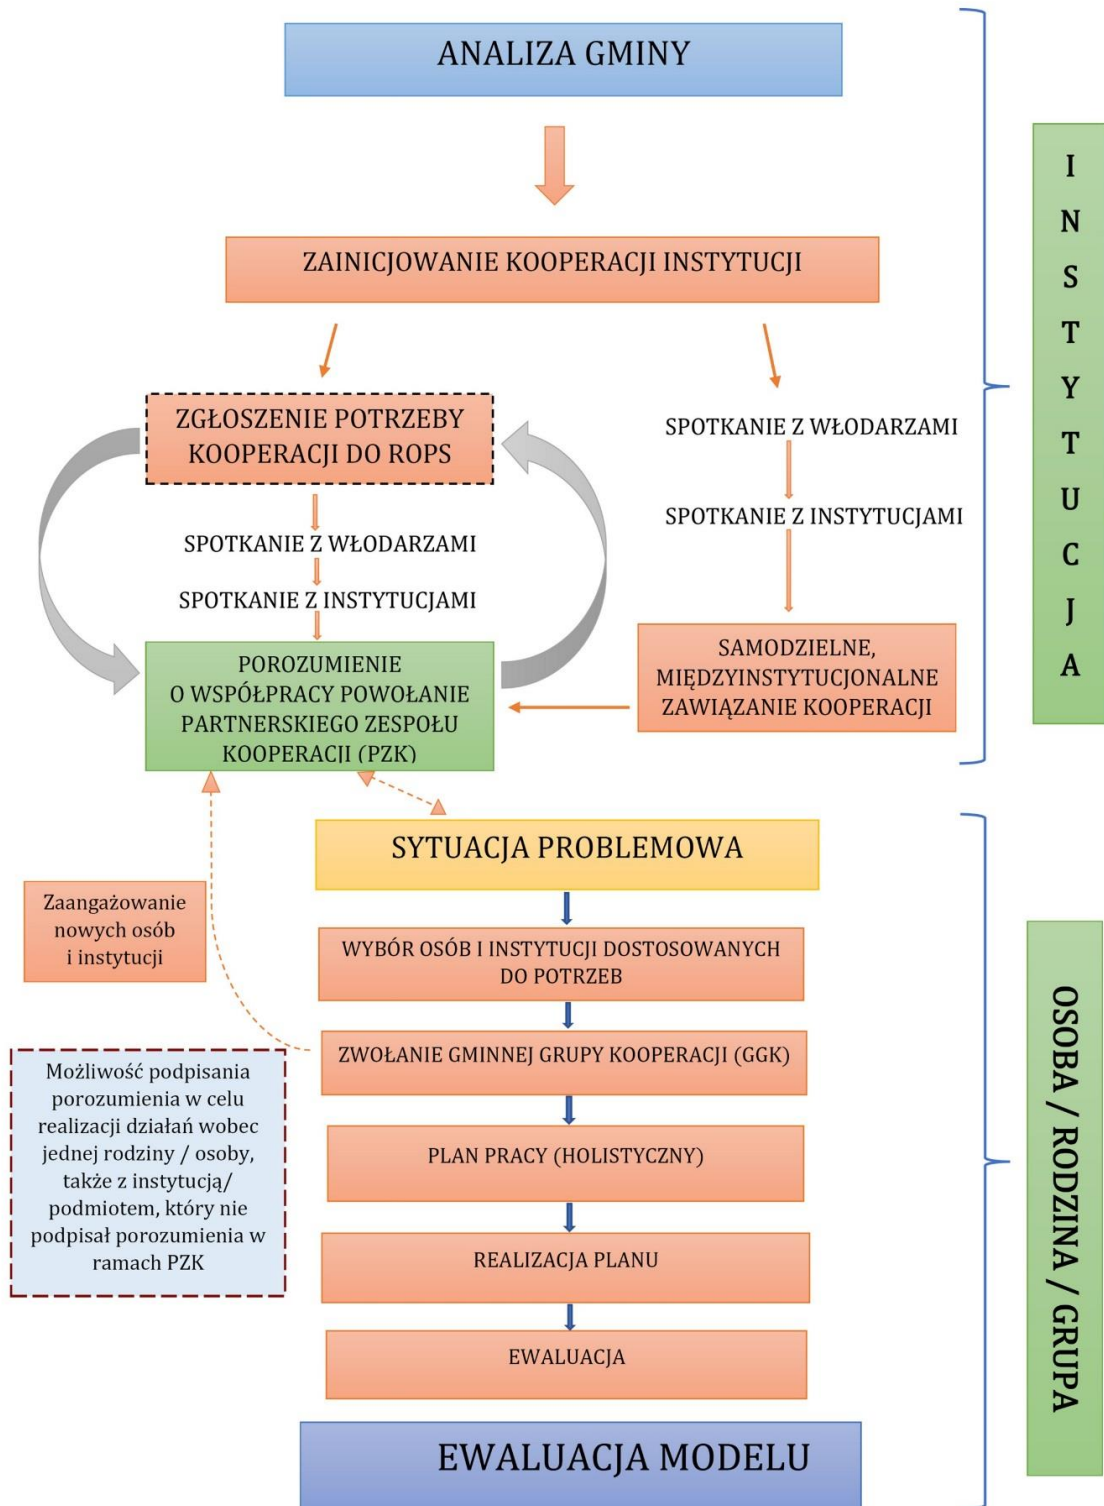 ANALIZA GMINY
ZAINICJOWANIE KOOPERACJI INSTYTUCJI
ZGŁOSZENIE POTRZEBY
KOOPERACJI DO ROPS
SPOTKANIE Z WŁODARZAMI
SPOTKANIE Z INSTYTUCJAMI
SPOTKANIE Z WŁODARZAMI
SPOTKANIE Z INSTYTUCJAMI
POROZUMIENIE
O WSPÓŁPRACY POWOŁANIE
PARTNERSKIEGO ZESPOŁU
KOOPERACJI (PZK)
SAMODZIELNE,
MIĘDZYINSTYTUCJONALNE
ZAWIĄZANIE KOOPERACJI
INSTYTUCJA
SYTUACJA PROBLEMOWA
Zaangażowanie
nowych osób
i instytucji
WYBÓR OSÓB I INSTYTUCJI DOSTOSOWANYCH
DO POTRZEB
ZWOŁANIE GMINNEJ GRUPY KOOPERACJI (GGK)
Możliwość podpisania
porozumienia w celu
realizacji działań wobec
jednej rodziny / osoby,
także z instytucją/
podmiotem, który nie
podpisał porozumienia w
ramach PZK
PLAN PRACY (HOLISTYCZNY)
REALIZACJA PLANU
EWALUACJA
EWALUACJA MODELU
OSOBA / RODZINA / GRUPA